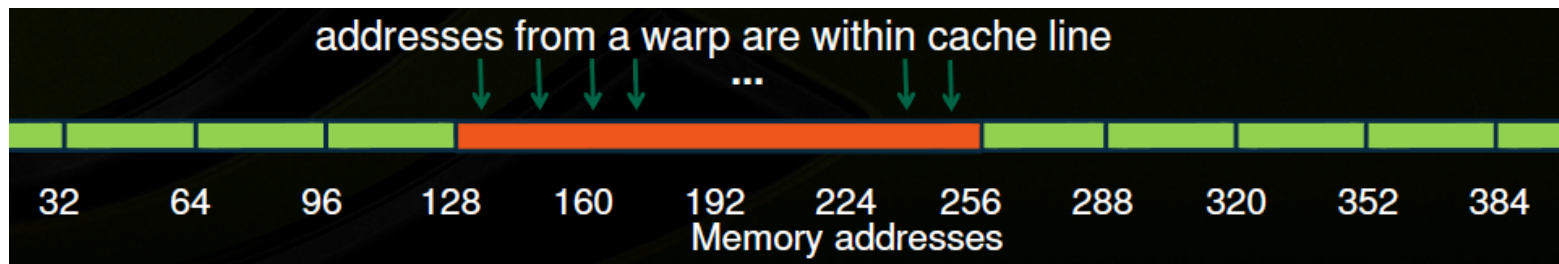 addresses from a warp are within cache line
...
32 64 96 128 160 192 224 256 288 320 352 384
Memory addresses